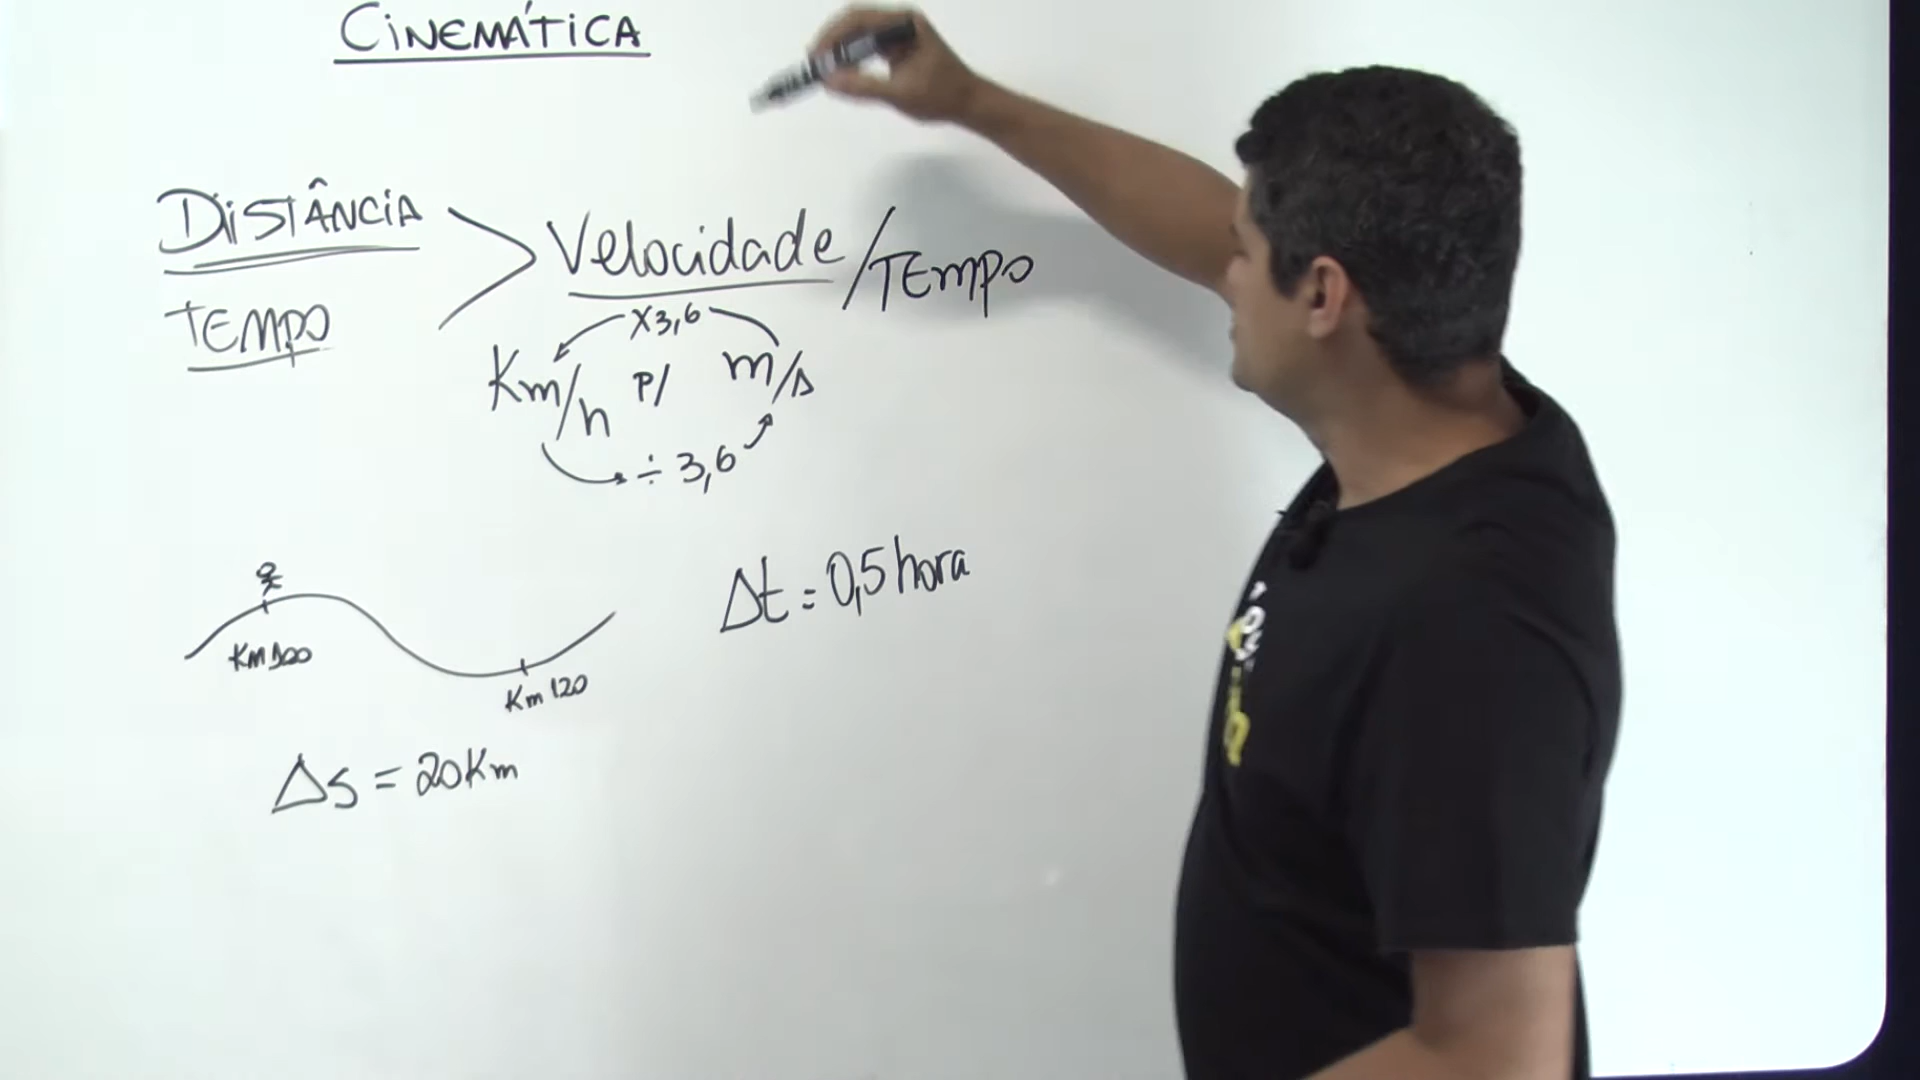 CINEMÁTICA
DISTÂNCIA
TEMPO
Velocidade/TEMPO
X3,6
Km/h P/ m/s
÷ 3,6
Δt = 0,5 hora
Km 100
Km 120
Δs = 20Km